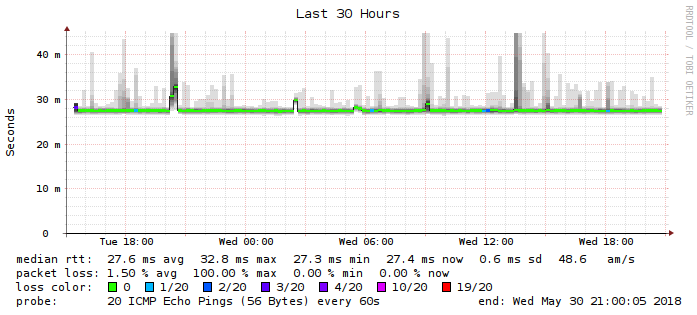 Last 30 Hours
RRDTOOL / TOBI OETIKER
Seconds
40 m
30 m
20 m
10 m
0
Tue 18:00 Wed 00:00 Wed 06:00 Wed 12:00 Wed 18:00
median rtt: 27.6 ms avg 32.8 ms max 27.3 ms min 27.4 ms now 0.6 ms sd 48.6 am/s
packet loss: 1.50 % avg 100.00 % max 0.00 % min 0.00 % now
loss color: 0 1/20 2/20 3/20 4/20 10/20 19/20
probe: 20 ICMP Echo Pings (56 Bytes) every 60s end: Wed May 30 21:00:05 2018